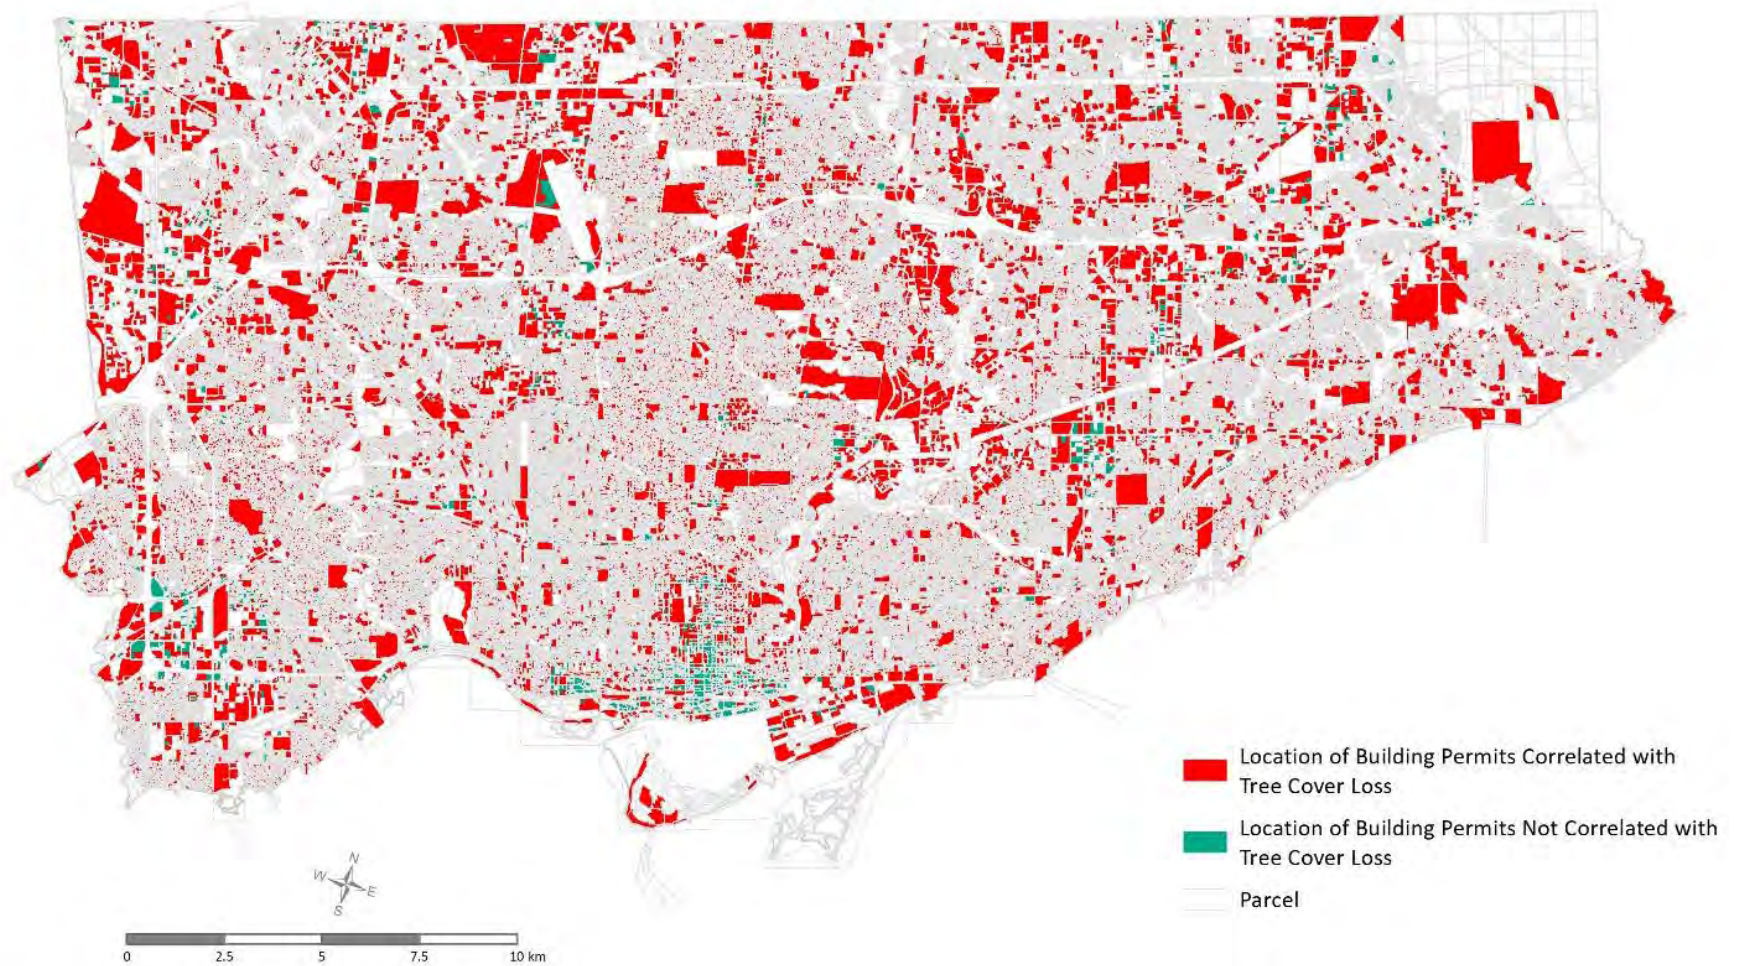 Location of Building Permits Correlated with
Tree Cover Loss
Location of Building Permits Not Correlated with
Tree Cover Loss
Parcel
N
W
E
S
0 2.5 5 7.5 10 km